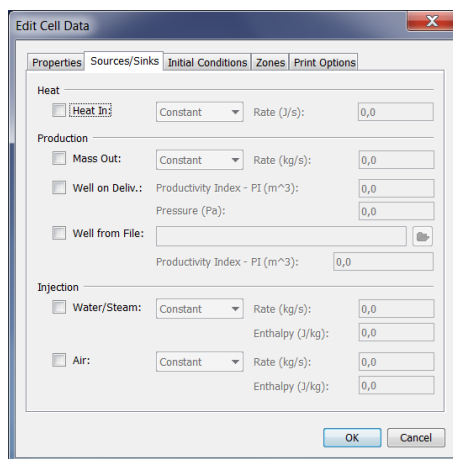 Edit Cell Data
Properties Sources/Sinks Initial Conditions Zones Print Options
Heat
Heat In: Constant Rate (J/s): 0,0
Production
Mass Out: Constant Rate (kg/s): 0,0
Well on Deliv.: Productivity Index - PI (m^3): 0,0
Pressure (Pa): 0,0
Well from File:
Productivity Index - PI (m^3): 0,0
Injection
Water/Steam: Constant Rate (kg/s): 0,0
Enthalpy (J/kg): 0,0
Air: Constant Rate (kg/s): 0,0
Enthalpy (J/kg): 0,0
OK Cancel